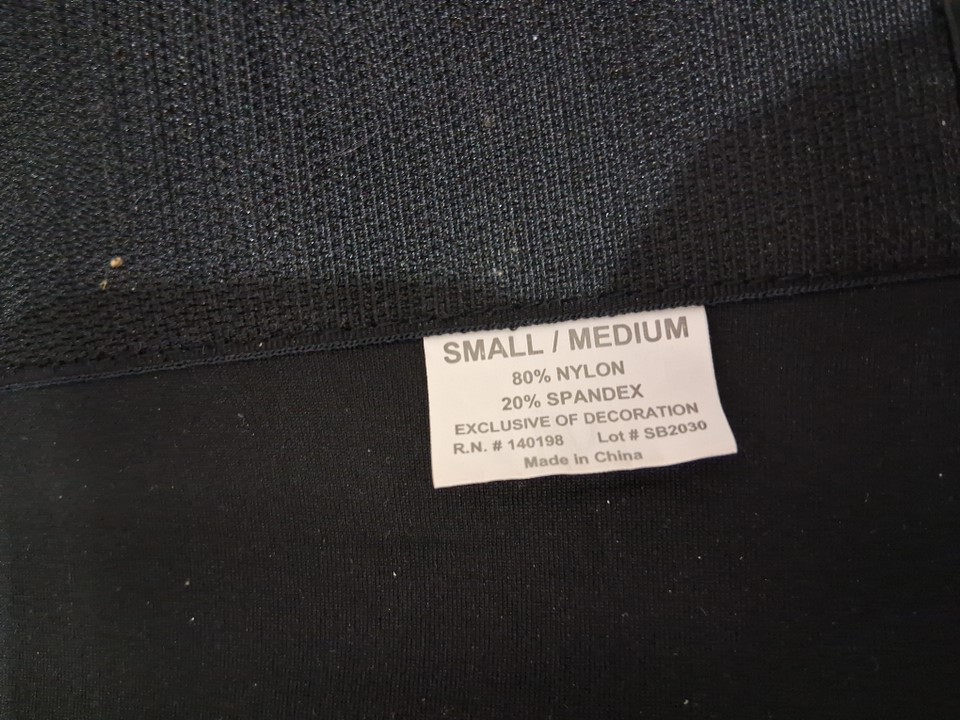 SMALL / MEDIUM
80% NYLON
20% SPANDEX
EXCLUSIVE OF DECORATION
R.N. # 140198 Lot # SB2030
Made in China